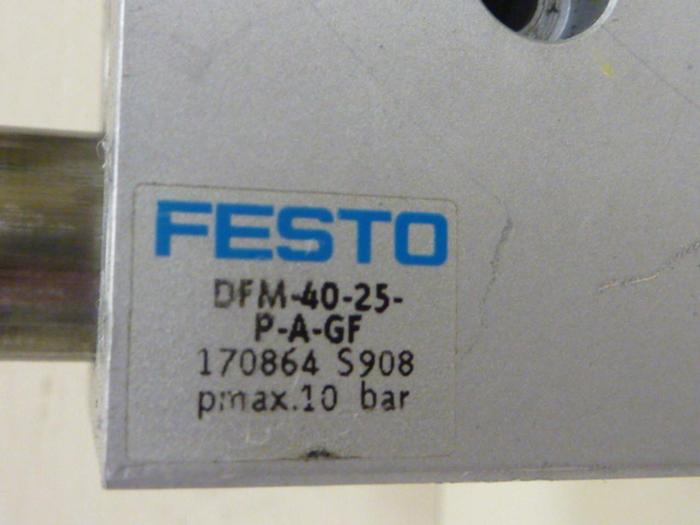 FESTO
DFM-40-25-
P-A-GF
170864 S908
pmax.10 bar